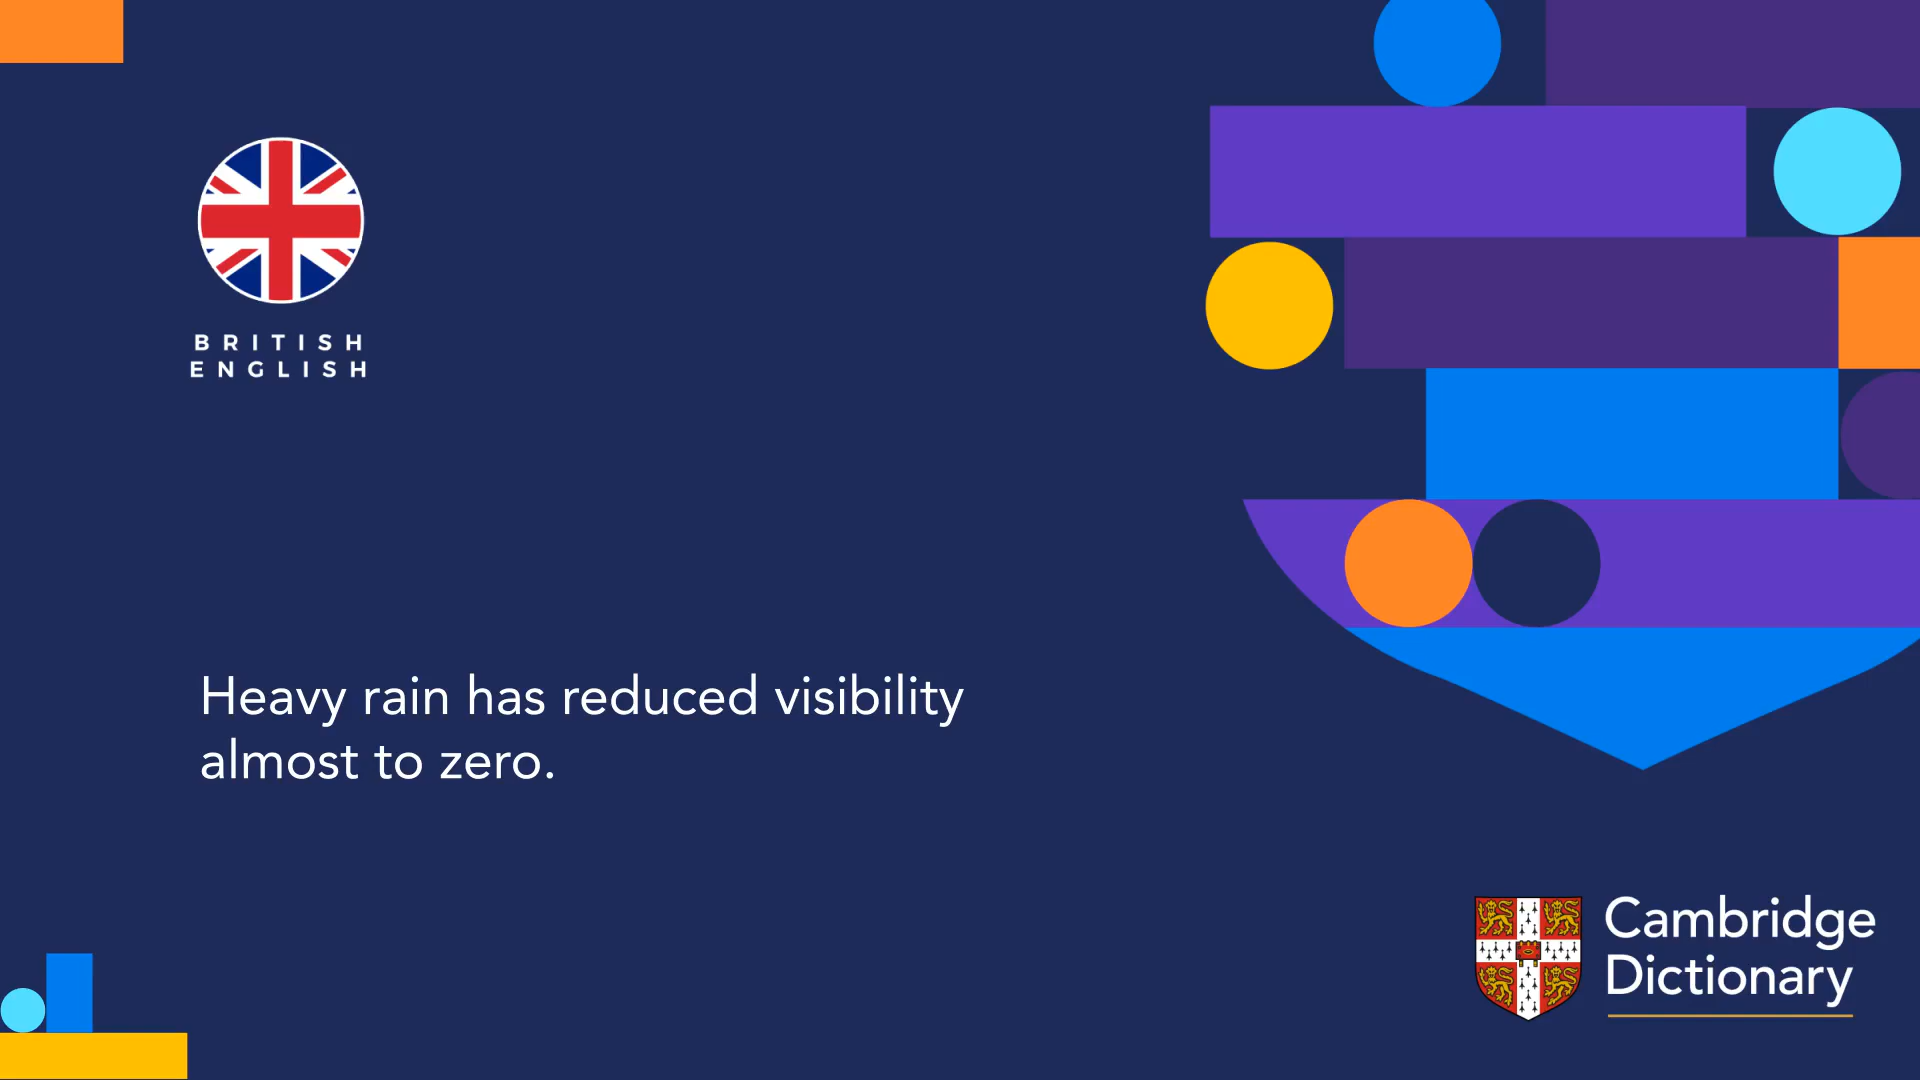 BRITISH
ENGLISH
Heavy rain has reduced visibility
almost to zero.
Cambridge
Dictionary